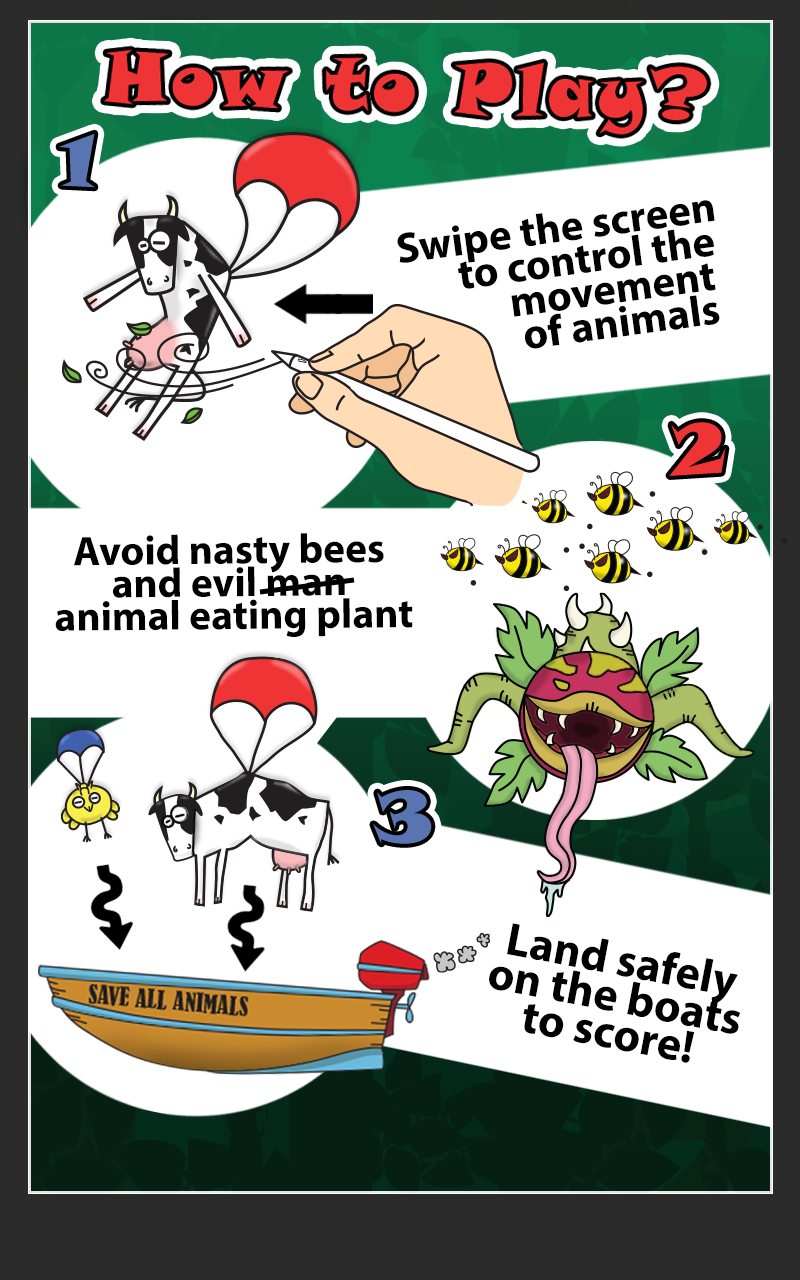 How to Play?
1
Swipe the screen
to control the
movement
of animals
2
Avoid nasty bees
and evil man
animal eating plant
3
SAVE ALL ANIMALS
Land safely
on the boats
to score!